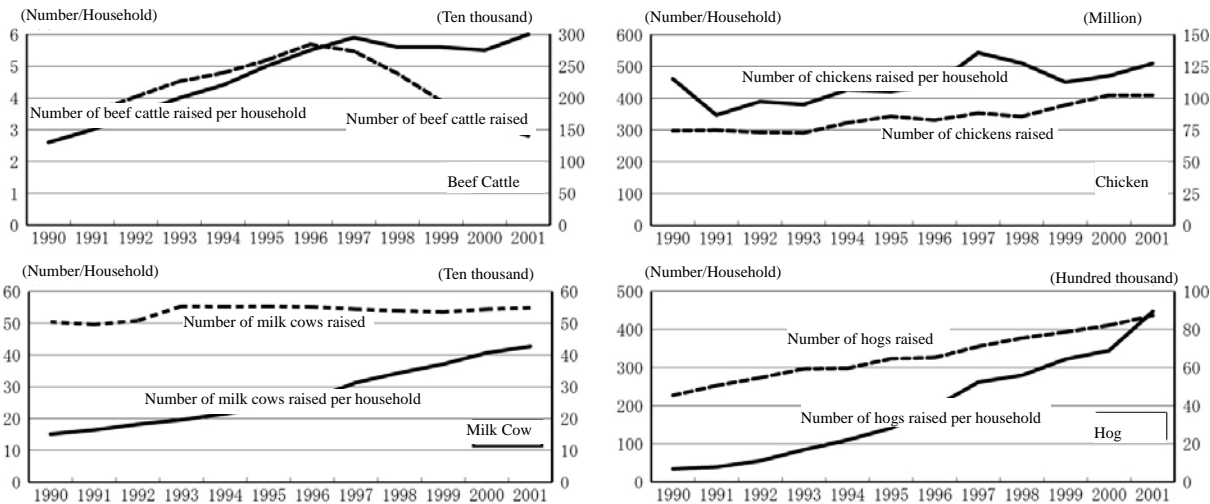 (Number/Household) (Ten thousand)
6 300
5 250
4 200
Number of beef cattle raised per household
Number of beef cattle raised
3 150
2 100
Beef Cattle
1 50
0 0
1990 1991 1992 1993 1994 1995 1996 1997 1998 1999 2000 2001
(Number/Household) (Million)
600 150
500 125
Number of chickens raised per household
400 100
Number of chickens raised
300 75
200 50
Chicken
100 25
0 0
1990 1991 1992 1993 1994 1995 1996 1997 1998 1999 2000 2001
(Number/Household) (Ten thousand)
60 60
50 50
Number of milk cows raised
40 40
30 30
Number of milk cows raised per household
20 20
Milk Cow
10 10
0 0
1990 1991 1992 1993 1994 1995 1996 1997 1998 1999 2000 2001
(Number/Household) (Hundred thousand)
500 100
400 80
Number of hogs raised
300 60
200 40
Number of hogs raised per household
Hog
100 20
0 0
1990 1991 1992 1993 1994 1995 1996 1997 1998 1999 2000 2001